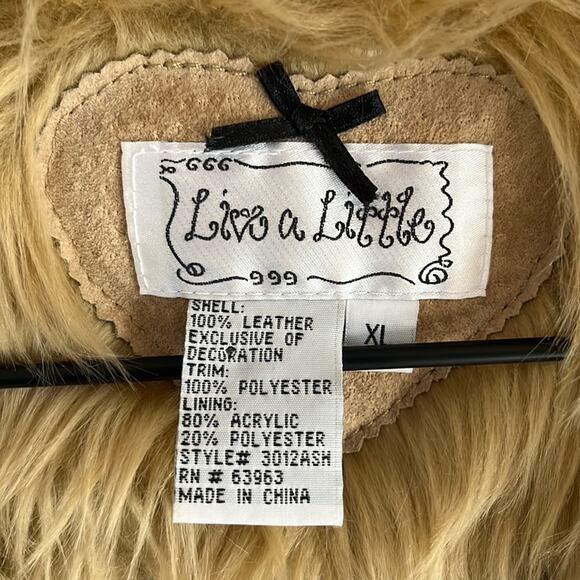 Live a Little
XL
SHELL:
100% LEATHER
EXCLUSIVE OF
DECORATION
TRIM:
100% POLYESTER
LINING:
80% ACRYLIC
20% POLYESTER
STYLE# 3012ASH
RN # 63963
MADE IN CHINA